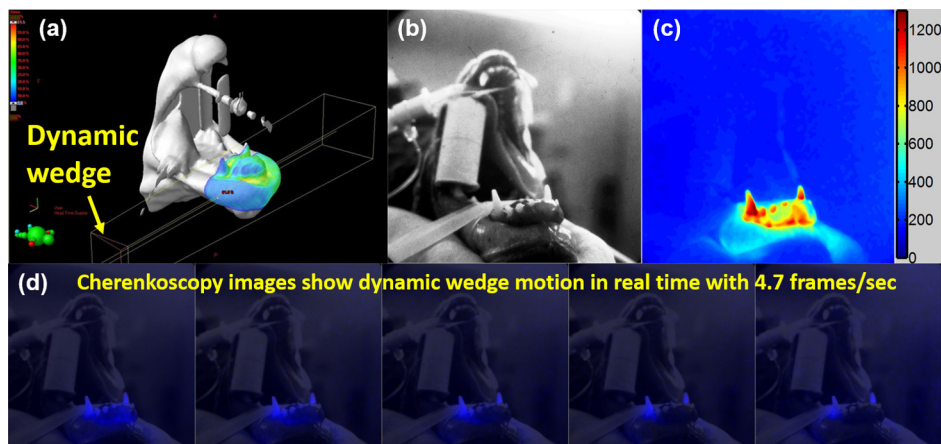 (a)
Dynamic
wedge
(b)
(c)
1200
1000
800
600
400
200
0
(d) Cherenkoscopy images show dynamic wedge motion in real time with 4.7 frames/sec